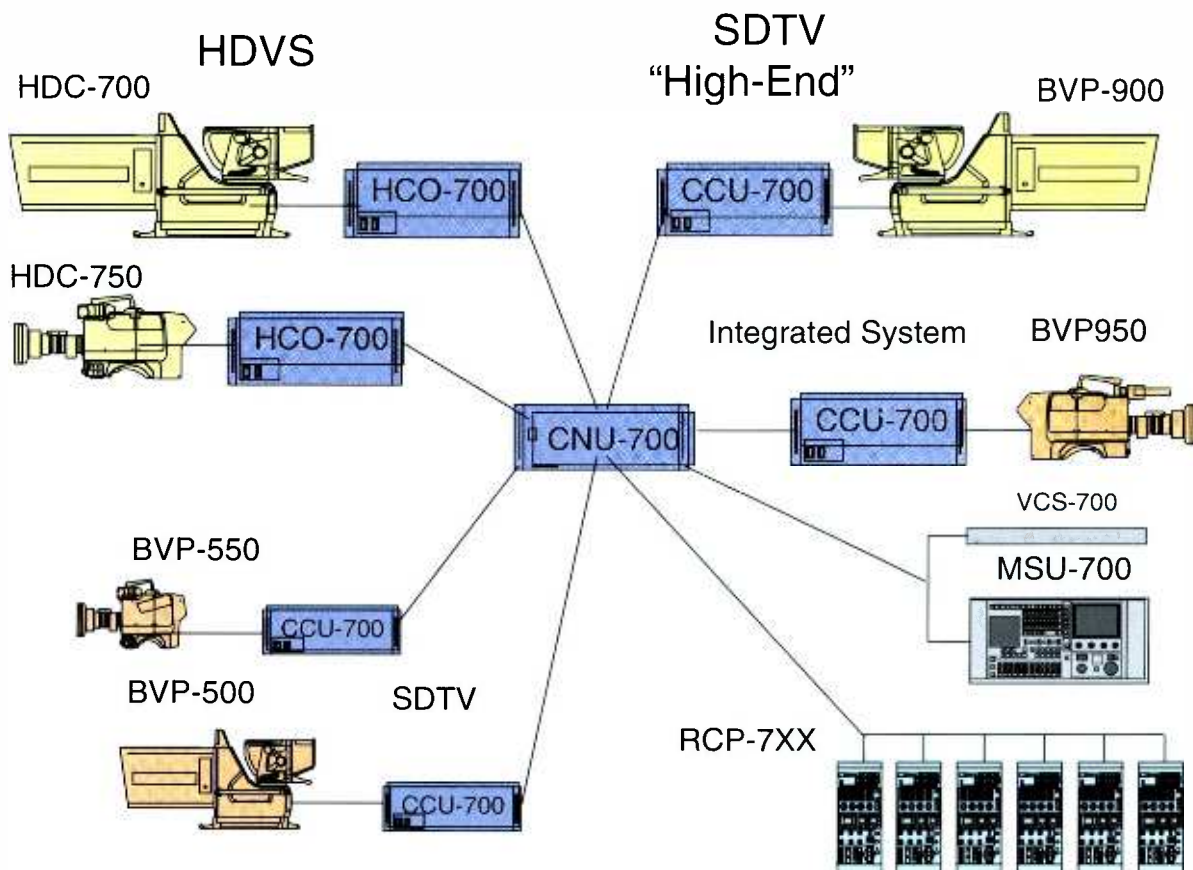 HDVS
SDTV
“High-End”
HDC-700
BVP-900
HCO-700
CCU-700
HDC-750
HCO-700
Integrated System
BVP950
CNU-700
CCU-700
VCS-700
BVP-550
MSU-700
CCU-700
BVP-500
SDTV
RCP-7XX
CCU-700